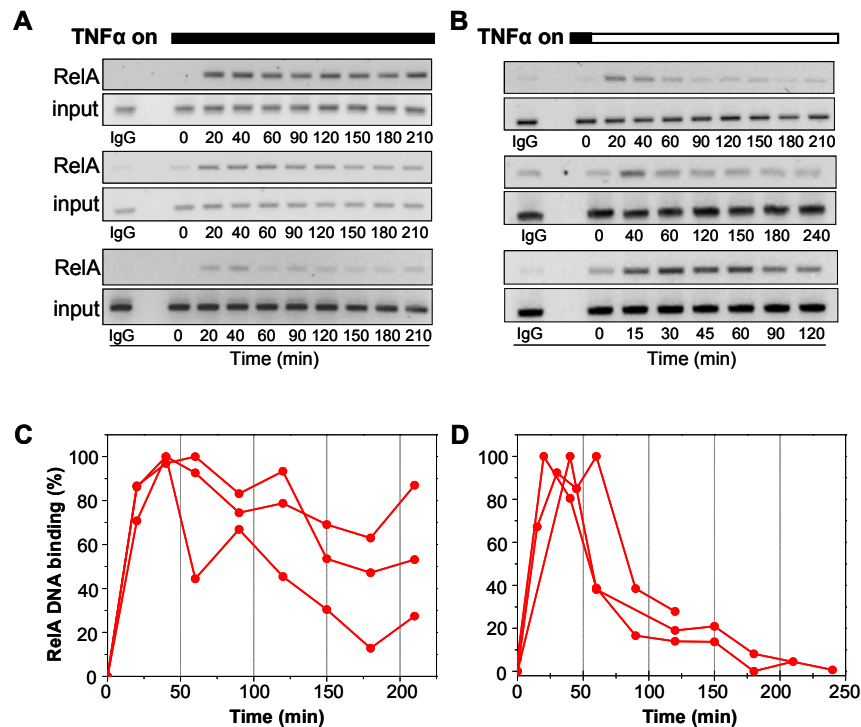 A
TNFα on
RelA
input
IgG 0 20 40 60 90 120 150 180 210
RelA
input
IgG 0 20 40 60 90 120 150 180 210
RelA
input
IgG 0 20 40 60 90 120 150 180 210
Time (min)
B
TNFα on
IgG 0 20 40 60 90 120 150 180 210
IgG 0 40 60 120 150 180 240
IgG 0 15 30 45 60 90 120
Time (min)
C
RelA DNA binding (%)
100
80
60
40
20
0
0 50 100 150 200
Time (min)
D
100
80
60
40
20
0
0 50 100 150 200 250
Time (min)